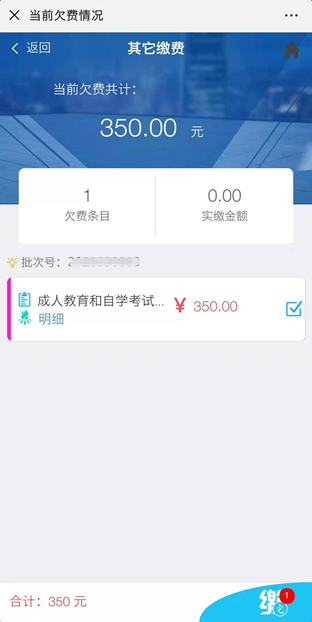 当前欠费情况
返回
其它缴费
当前欠费共计：
350.00 元
1
欠费条目
0.00
实缴金额
批次号：
成人教育和自学考试...
¥ 350.00
明细
合计：350 元
缴
1